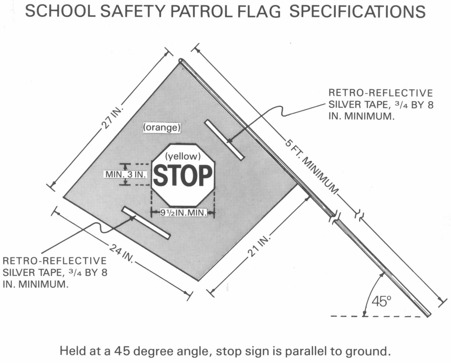 SCHOOL SAFETY PATROL FLAG SPECIFICATIONS
27 IN.
RETRO-REFLECTIVE
SILVER TAPE, 3/4 BY 8
IN. MINIMUM.
(orange)
5 FT. MINIMUM
(yellow)
STOP
MIN. 3 IN.
9 1/2 IN. MIN.
24 IN.
21 IN.
RETRO-REFLECTIVE
SILVER TAPE, 3/4 BY 8
IN. MINIMUM.
45°
Held at a 45 degree angle, stop sign is parallel to ground.